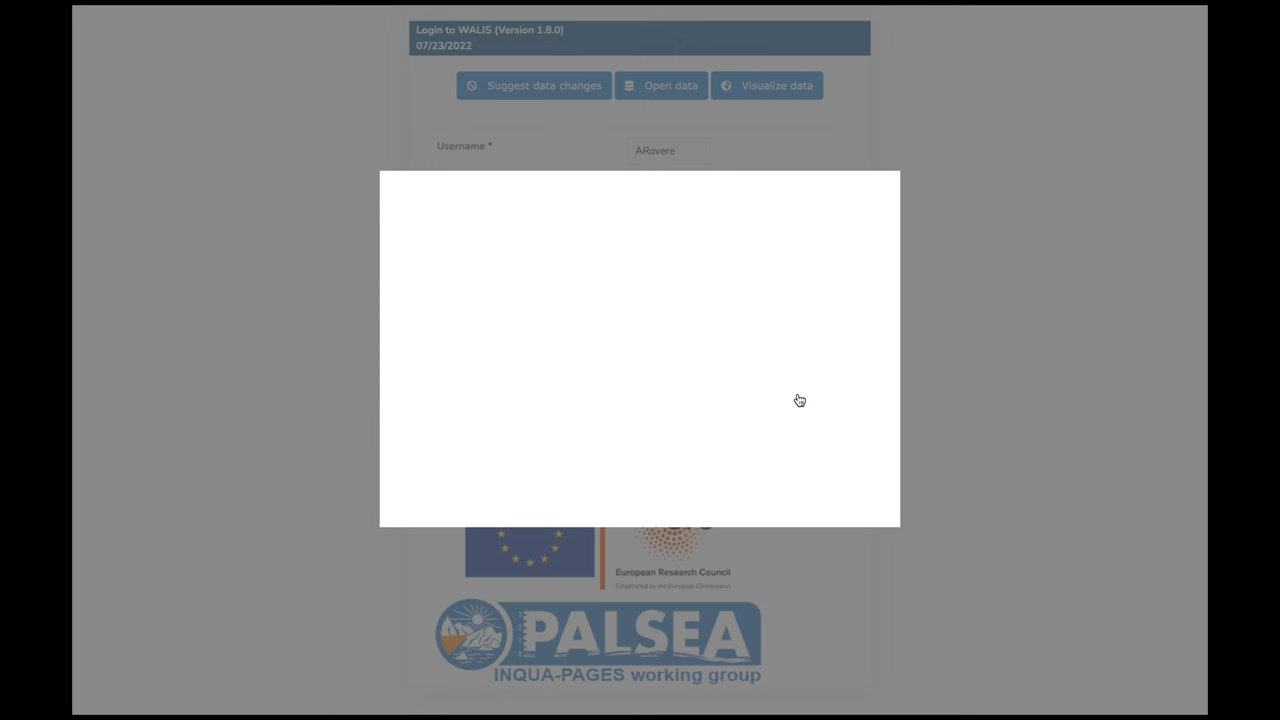 Login to WALIS (Version 1.8.0)
07/23/2022
Suggest data changes
Open data
Visualize data
Username *
ARovere
European Research Council
Established by the European Commission
PALSEA
INQUA-PAGES working group